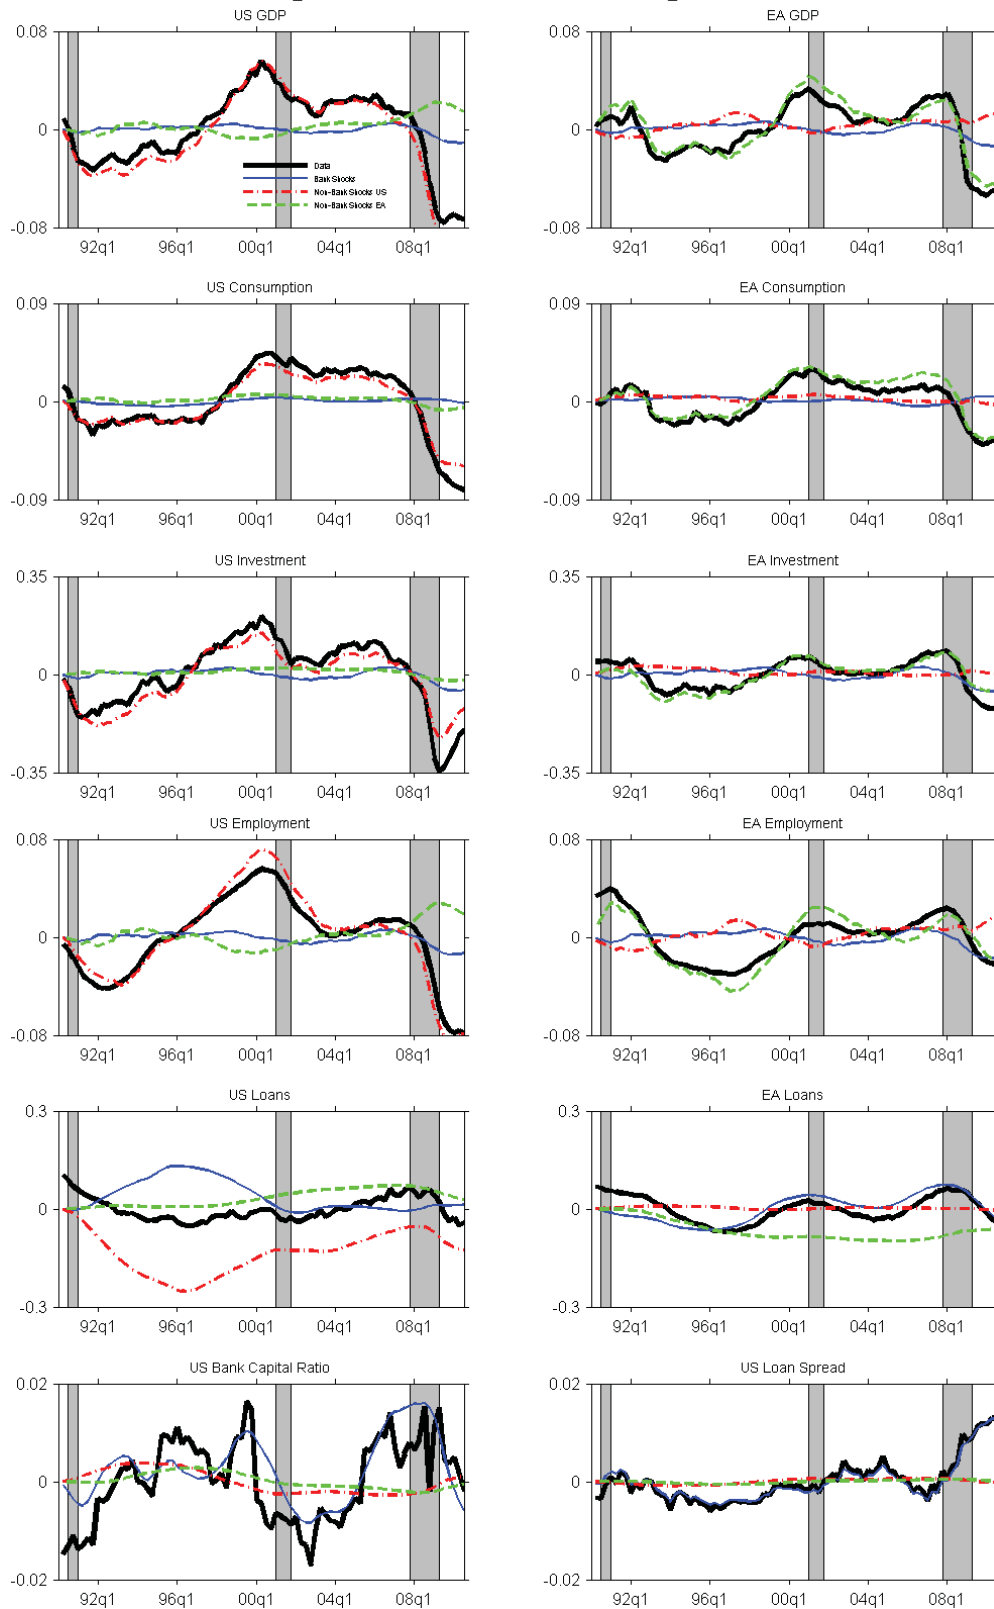 US GDP
EA GDP
0.08
0
-0.08
Data
Bank Shocks
Non-Bank Shocks US
Non-Bank Shocks EA
92q1 96q1 00q1 04q1 08q1
0.08
0
-0.08
92q1 96q1 00q1 04q1 08q1
US Consumption
EA Consumption
0.09
0
-0.09
92q1 96q1 00q1 04q1 08q1
0.09
0
-0.09
92q1 96q1 00q1 04q1 08q1
US Investment
EA Investment
0.35
0
-0.35
92q1 96q1 00q1 04q1 08q1
0.35
0
-0.35
92q1 96q1 00q1 04q1 08q1
US Employment
EA Employment
0.08
0
-0.08
92q1 96q1 00q1 04q1 08q1
0.08
0
-0.08
92q1 96q1 00q1 04q1 08q1
US Loans
EA Loans
0.3
0
-0.3
92q1 96q1 00q1 04q1 08q1
0.3
0
-0.3
92q1 96q1 00q1 04q1 08q1
US Bank Capital Ratio
US Loan Spread
0.02
0
-0.02
92q1 96q1 00q1 04q1 08q1
0.02
0
-0.02
92q1 96q1 00q1 04q1 08q1